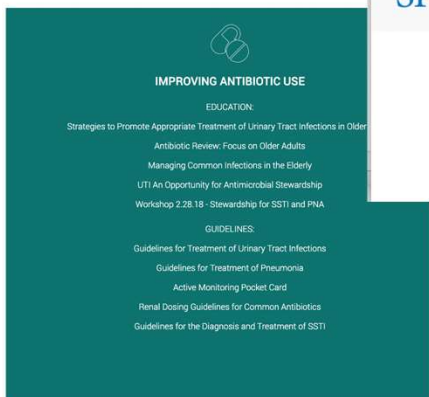 IMPROVING ANTIBIOTIC USE
EDUCATION:
Strategies to Promote Appropriate Treatment of Urinary Tract Infections in Older
Antibiotic Review: Focus on Older Adults
Managing Common Infections in the Elderly
UTI An Opportunity for Antimicrobial Stewardship
Workshop 2.28.18 - Stewardship for SSTI and PNA
GUIDELINES:
Guidelines for Treatment of Urinary Tract Infections
Guidelines for Treatment of Pneumonia
Active Monitoring Pocket Card
Renal Dosing Guidelines for Common Antibiotics
Guidelines for the Diagnosis and Treatment of SSTI